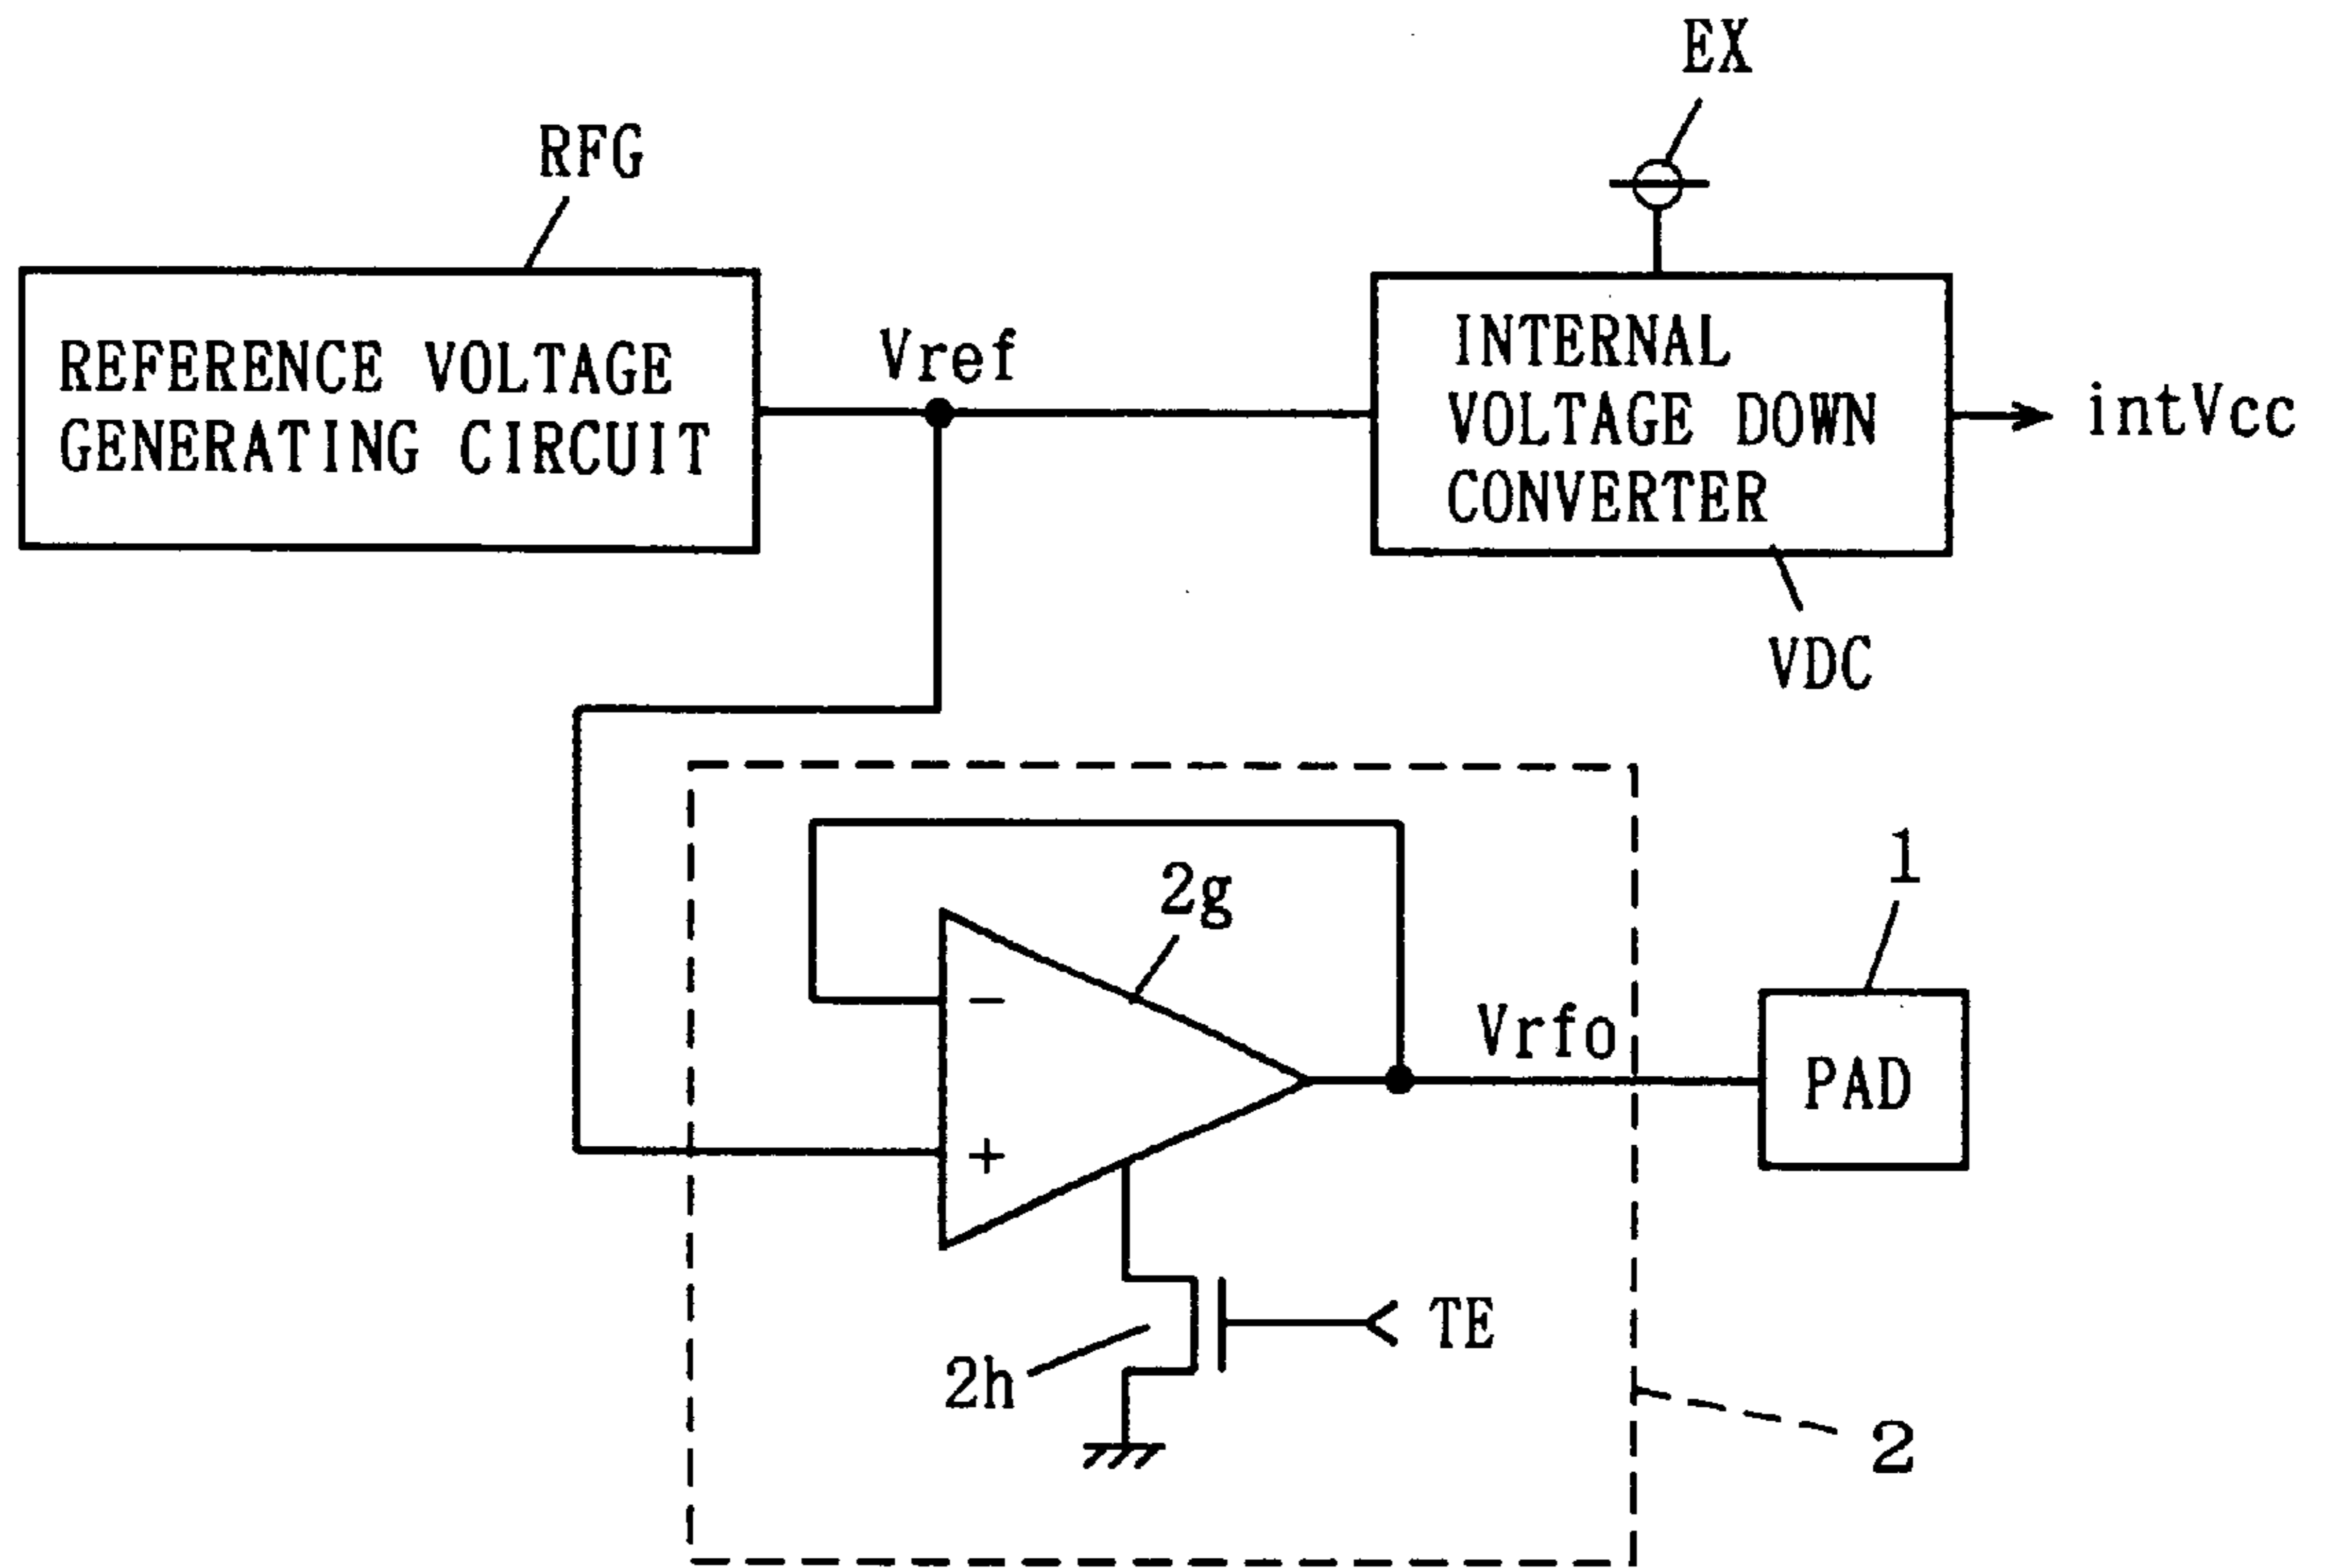 EX
RFG
REFERENCE VOLTAGE
GENERATING CIRCUIT
Vref
INTERNAL
VOLTAGE DOWN
CONVERTER
intVcc
VDC
1
2g
−
Vrfo
PAD
+
TE
2h
2